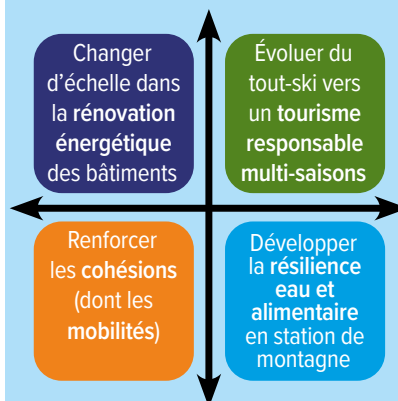 Changer
d’échelle dans
la rénovation
énergétique
des bâtiments
Évoluer du
tout-ski vers
un tourisme
responsable
multi-saisons
Renforcer
les cohésions
(dont les
mobilités)
Développer
la résilience
eau et
alimentaire
en station de
montagne